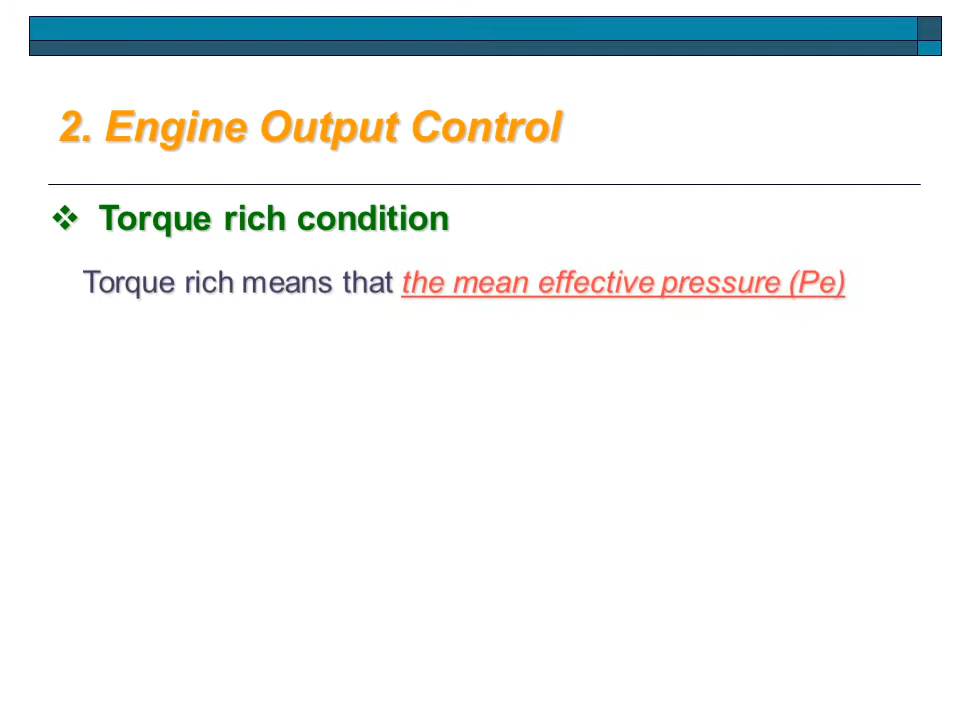 2. Engine Output Control
❖ Torque rich condition
Torque rich means that the mean effective pressure (Pe)